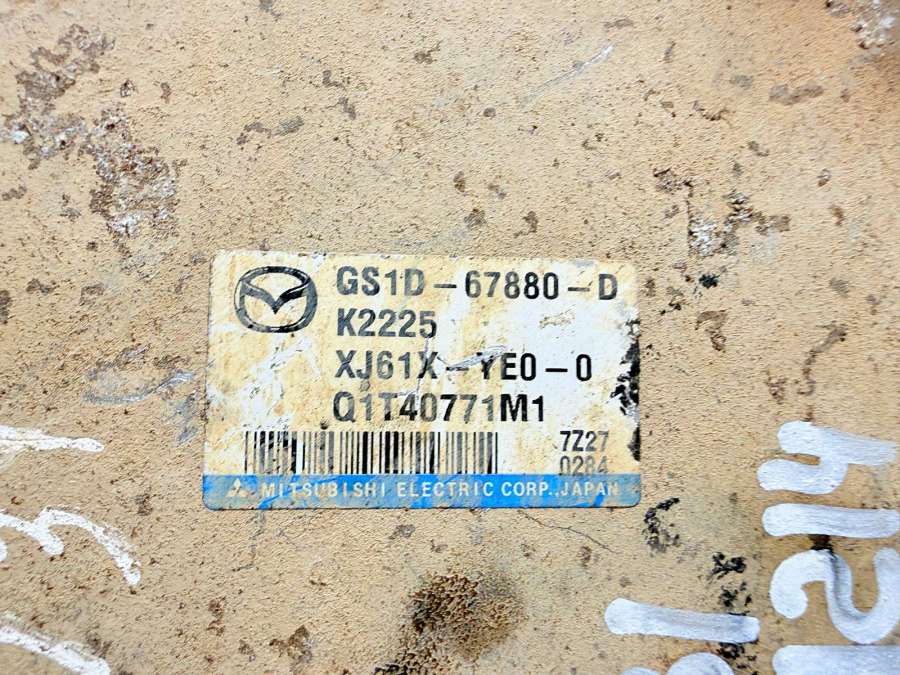 GS1D-67880-D
K2225
XJ61X-YE0-0
Q1T40771M1
7Z27
0284
MITSUBISHI ELECTRIC CORP., JAPAN